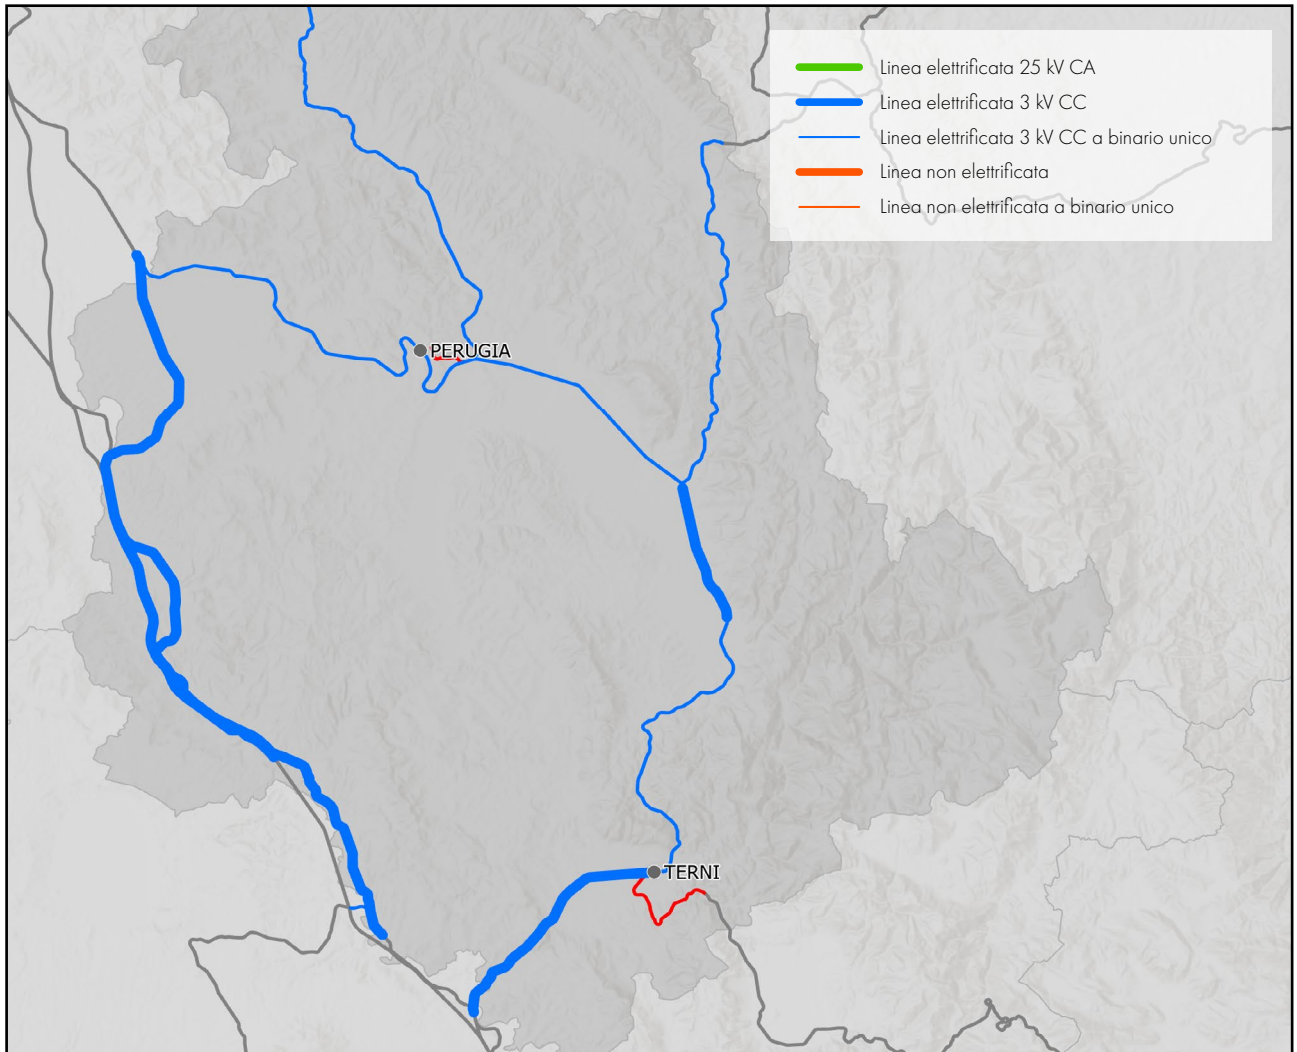 Linea elettrificata 25 kV CA
Linea elettrificata 3 kV CC
Linea elettrificata 3 kV CC a binario unico
Linea non elettrificata
Linea non elettrificata a binario unico
PERUGIA
TERNI